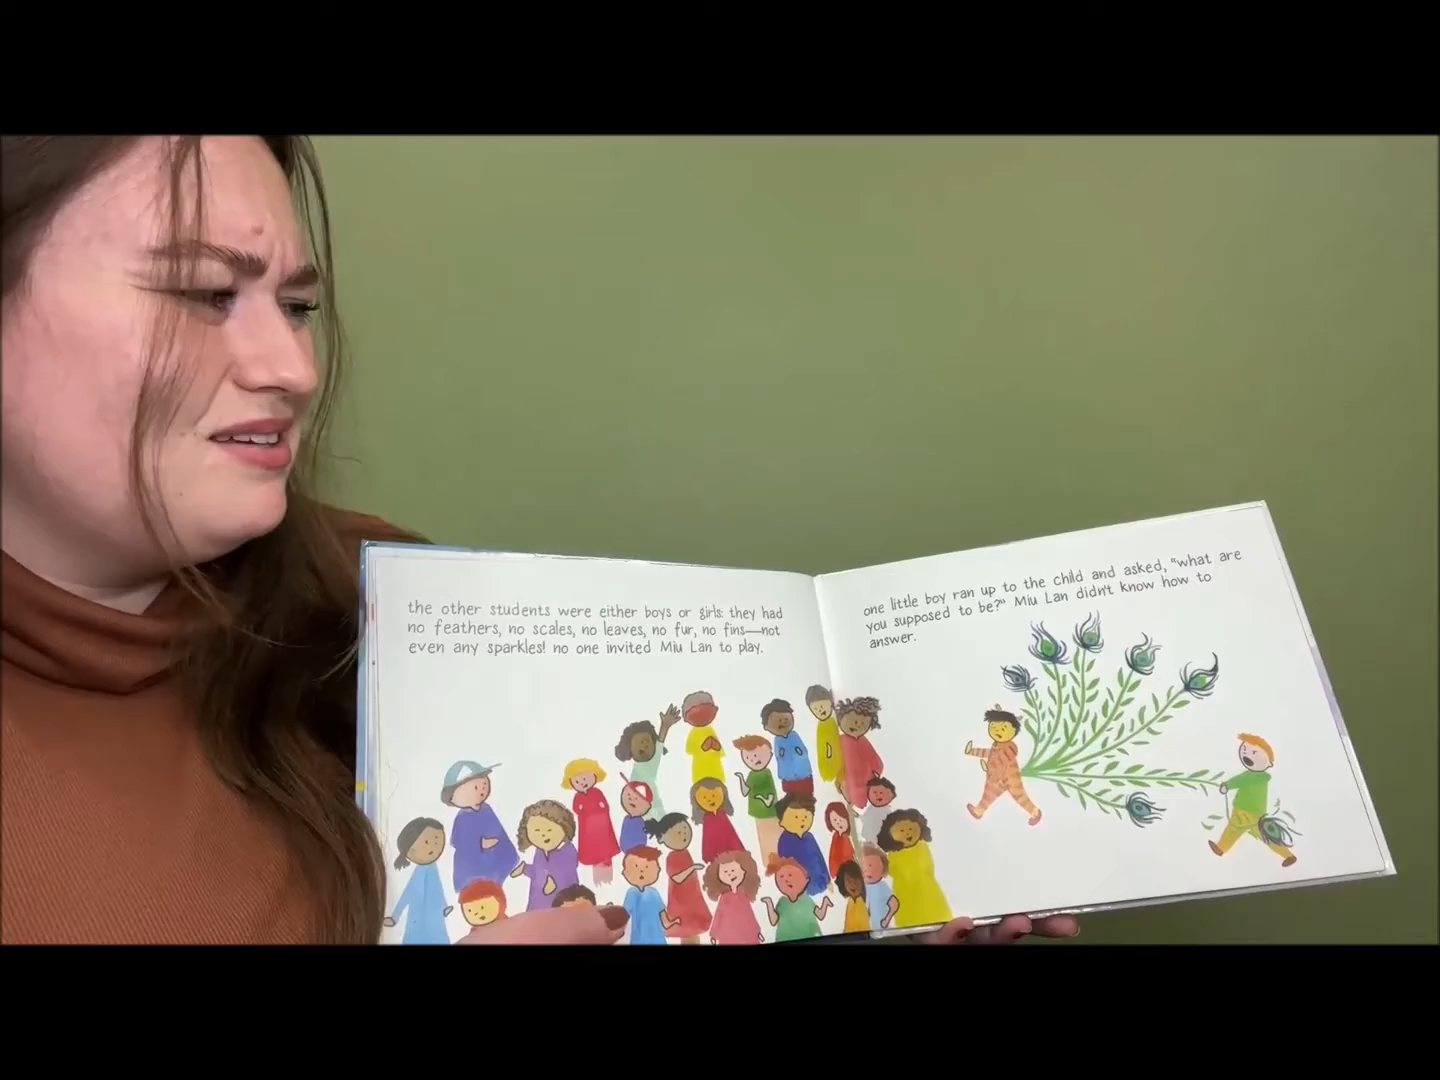 the other students were either boys or girls: they had
no feathers, no scales, no leaves, no fur, no fins—not
even any sparkles! no one invited Miu Lan to play.
one little boy ran up to the child and asked, "what are
you supposed to be?" Miu Lan didn't know how to
answer.